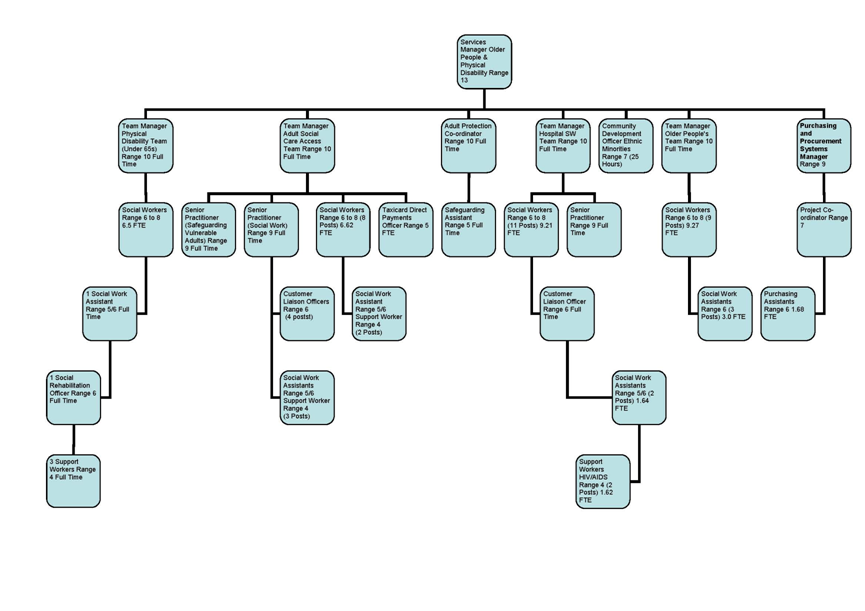 Services
Manager Older
People &
Physical
Disability Range
13
Team Manager
Physical
Disability Team
(Under 65s)
Range 10 Full
Time
Team Manager
Adult Social
Care Access
Team Range 10
Full Time
Adult Protection
Co-ordinator
Range 10 Full
Time
Team Manager
Hospital SW
Team Range 10
Full Time
Community
Development
Officer Ethnic
Minorities
Range 7 (25
Hours)
Team Manager
Older People's
Team Range 10
Full Time
Purchasing
and
Procurement
Systems
Manager
Range 9
Social Workers
Range 6 to 8
6.5 FTE
Senior
Practitioner
(Safeguarding
Vulnerable
Adults) Range
9 Full Time
Senior
Practitioner
(Social Work)
Range 9 Full
Time
Social Workers
Range 6 to 8 (8
Posts) 6.62
FTE
Taxicard Direct
Payments
Officer Range 5
FTE
Safeguarding
Assistant
Range 5 Full
Time
Social Workers
Range 6 to 8
(11 Posts) 9.21
FTE
Senior
Practitioner
Range 9 Full
Time
Social Workers
Range 6 to 8 (9
Posts) 9.27
FTE
Project Co-
ordinator Range
7
1 Social Work
Assistant
Range 5/6 Full
Time
Customer
Liaison Officers
Range 6
(4 postst)
Social Work
Assistant
Range 5/6
Support Worker
Range 4
(2 Posts)
Customer
Liaison Officer
Range 6 Full
Time
Social Work
Assistants
Range 6 (3
Posts) 3.0 FTE
Purchasing
Assistants
Range 6 1.68
FTE
1 Social
Rehabilitation
Officer Range 6
Full Time
Social Work
Assistants
Range 5/6
Support Worker
Range 4
(3 Posts)
Social Work
Assistants
Range 5/6 (2
Posts) 1.64
FTE
3 Support
Workers Range
4 Full Time
Support
Workers
HIV/AIDS
Range 4 (2
Posts) 1.62
FTE